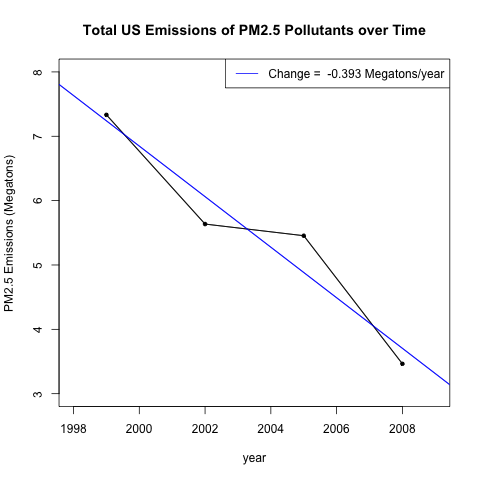 Total US Emissions of PM2.5 Pollutants over Time
Change =  -0.393 Megatons/year
PM2.5 Emissions (Megatons)
8
7
6
5
4
3
1998 2000 2002 2004 2006 2008
year